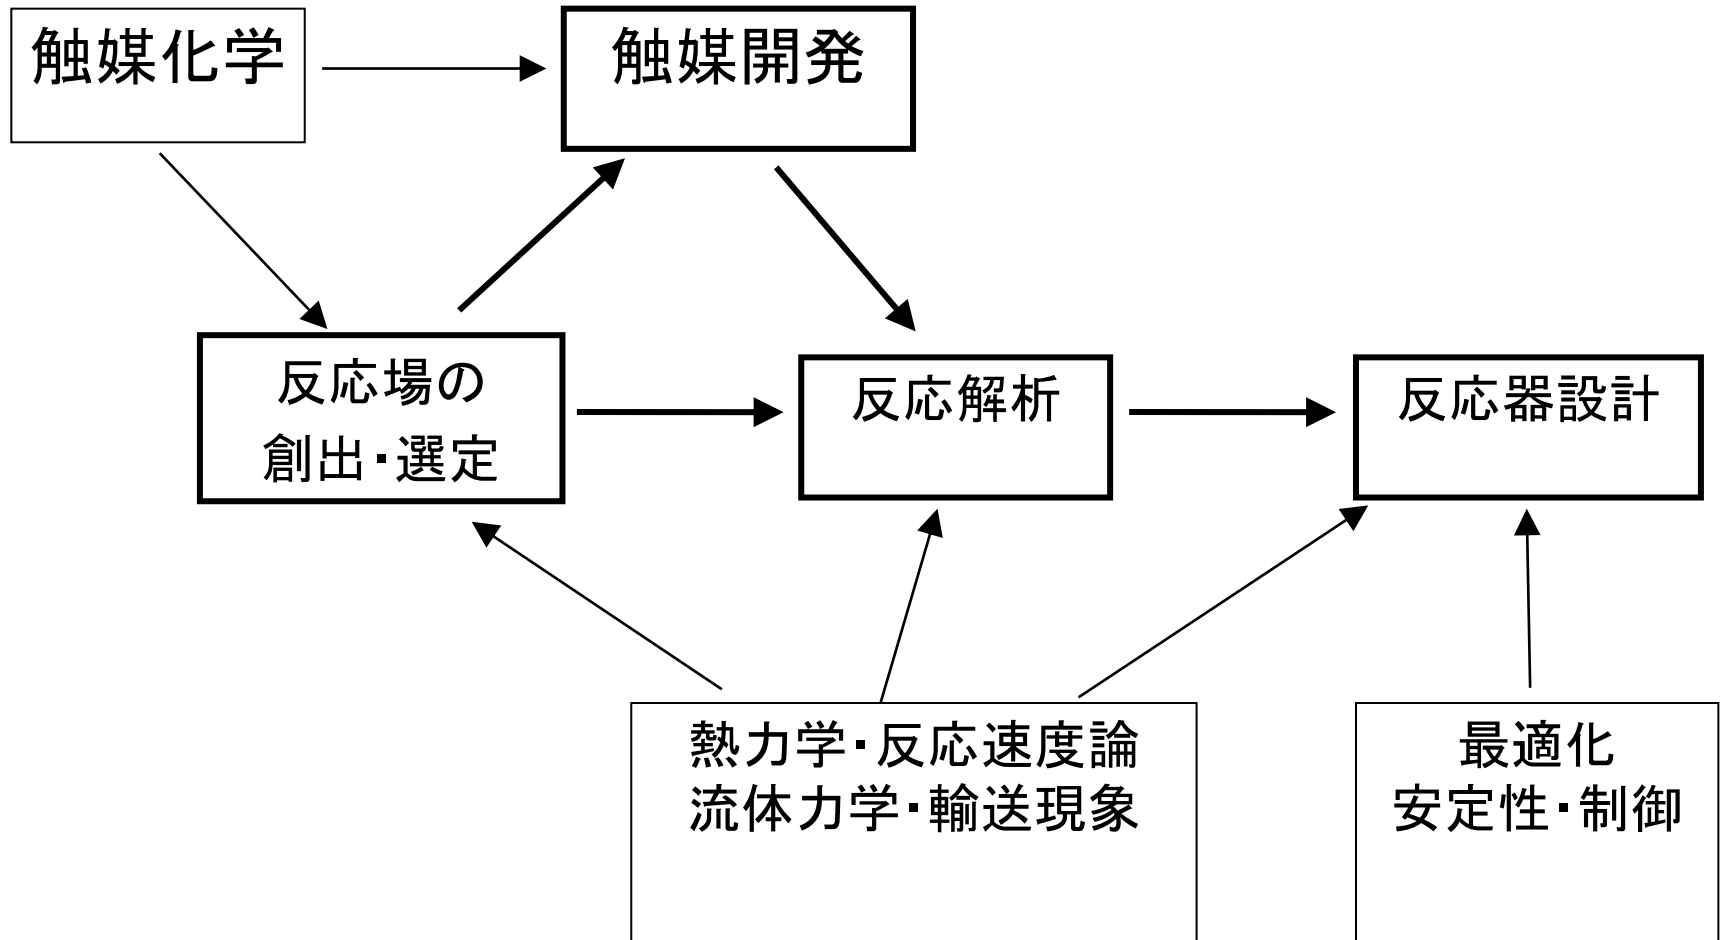 触媒化学
触媒開発
反応場の
創出・選定
反応解析
反応器設計
熱力学・反応速度論
流体力学・輸送現象
最適化
安定性・制御